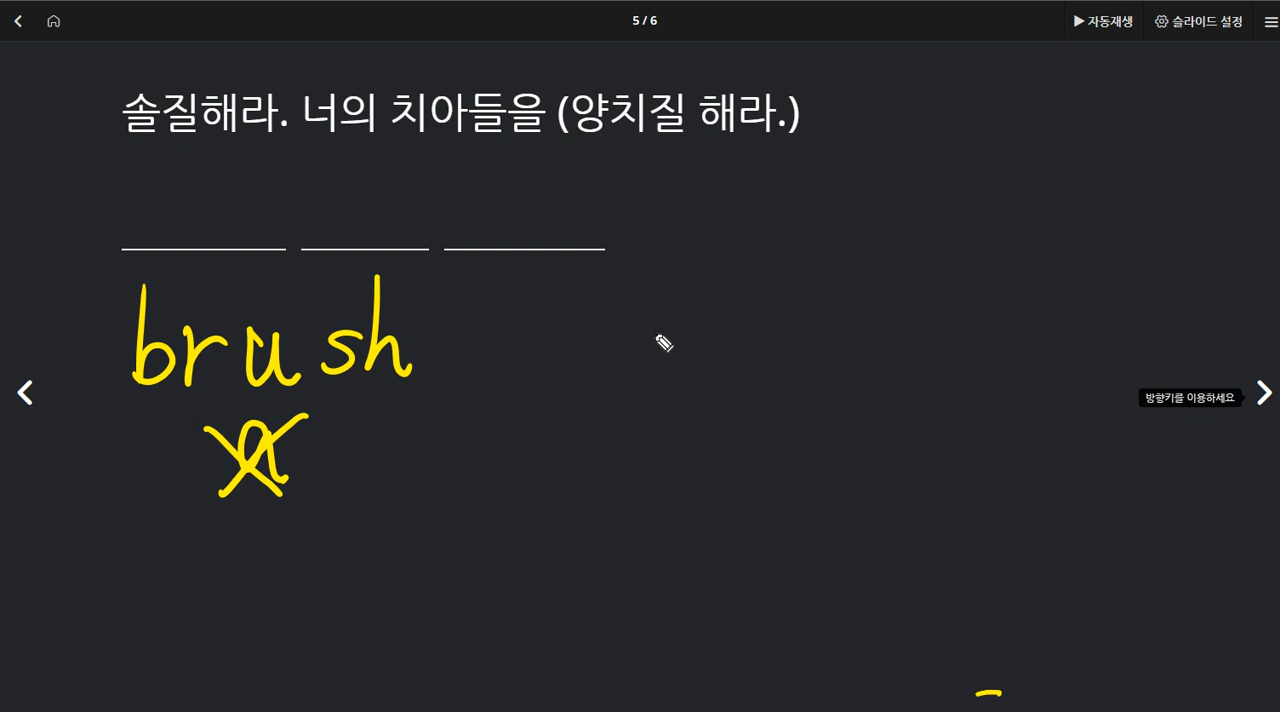 5 / 6
자동재생
슬라이드 설정
솔질해라. 너의 치아들을 (양치질 해라.)
brush
a
방향키를 이용하세요